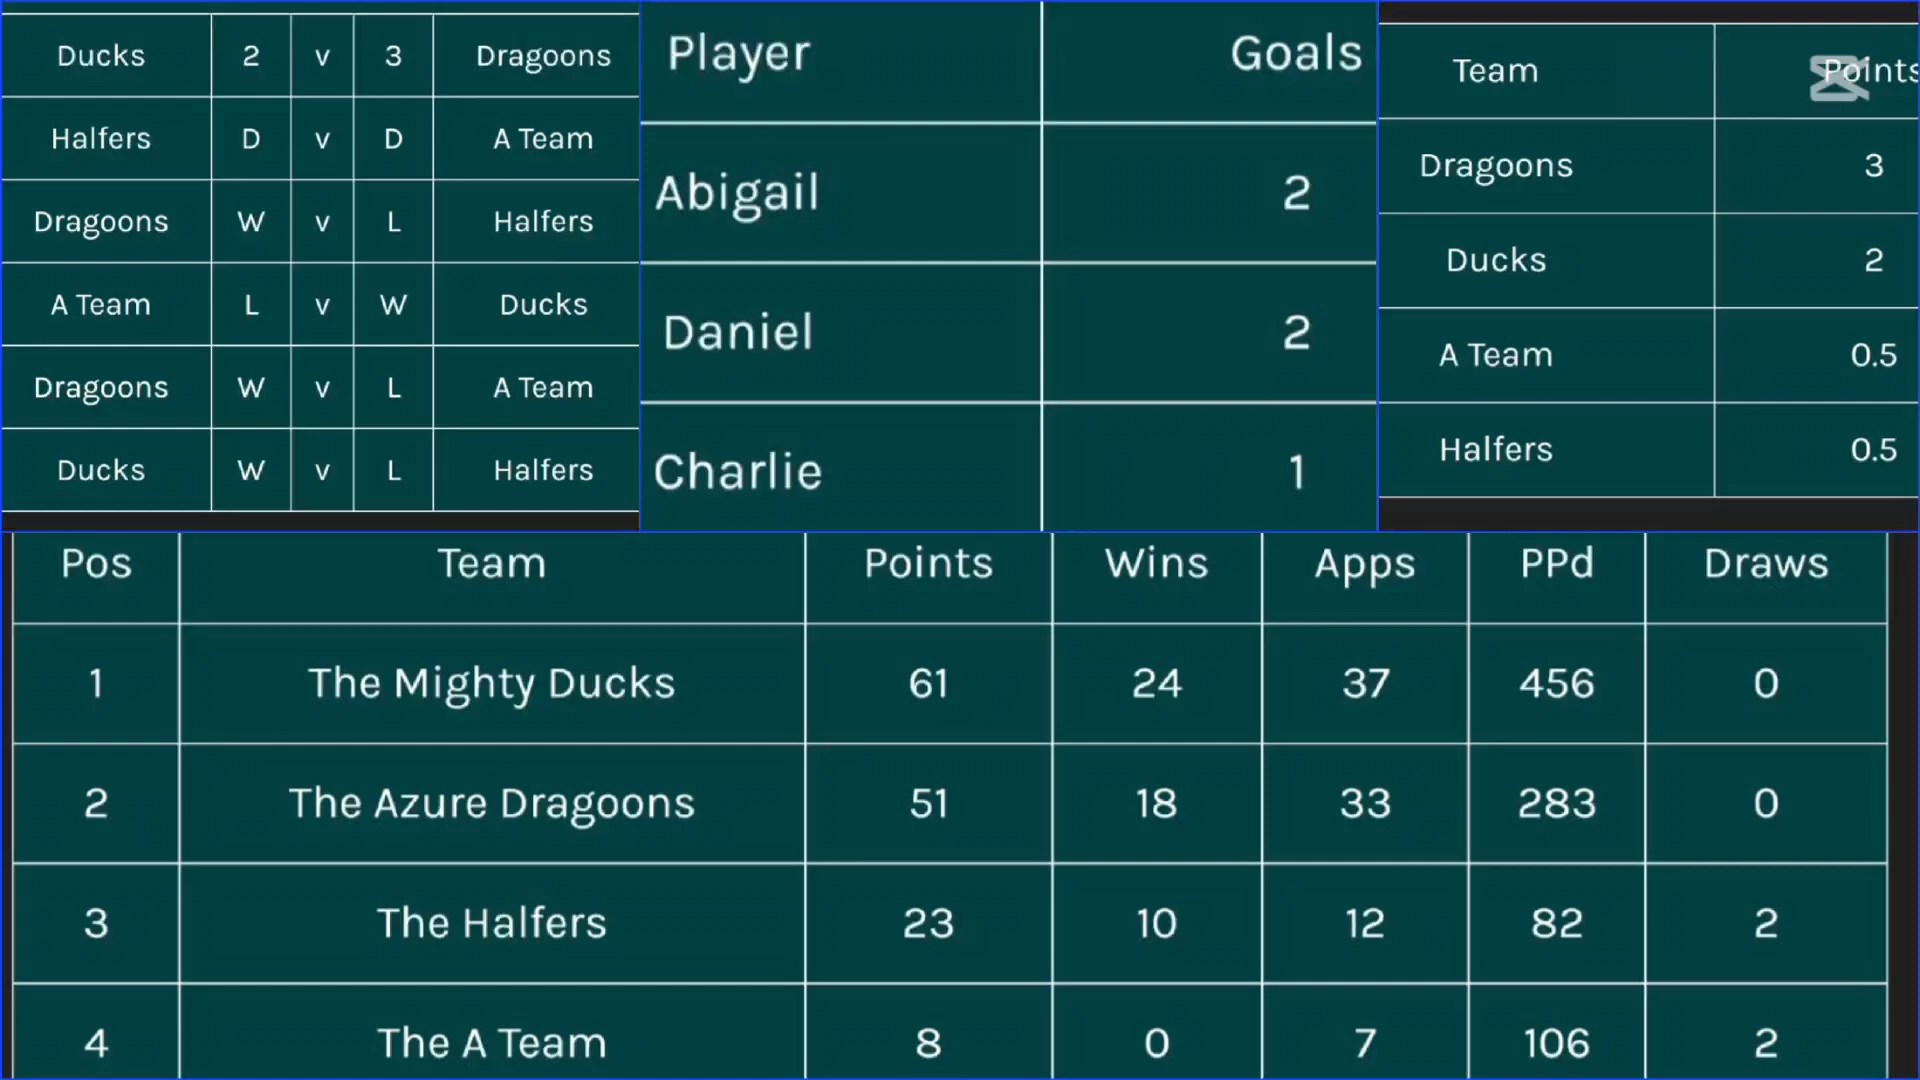 Ducks 2 v 3 Dragoons
Halfers D v D A Team
Dragoons W v L Halfers
A Team L v W Ducks
Dragoons W v L A Team
Ducks W v L Halfers
Player Goals
Abigail 2
Daniel 2
Charlie 1
Team Points
Dragoons 3
Ducks 2
A Team 0.5
Halfers 0.5
Pos Team Points Wins Apps PPd Draws
1 The Mighty Ducks 61 24 37 456 0
2 The Azure Dragoons 51 18 33 283 0
3 The Halfers 23 10 12 82 2
4 The A Team 8 0 7 106 2